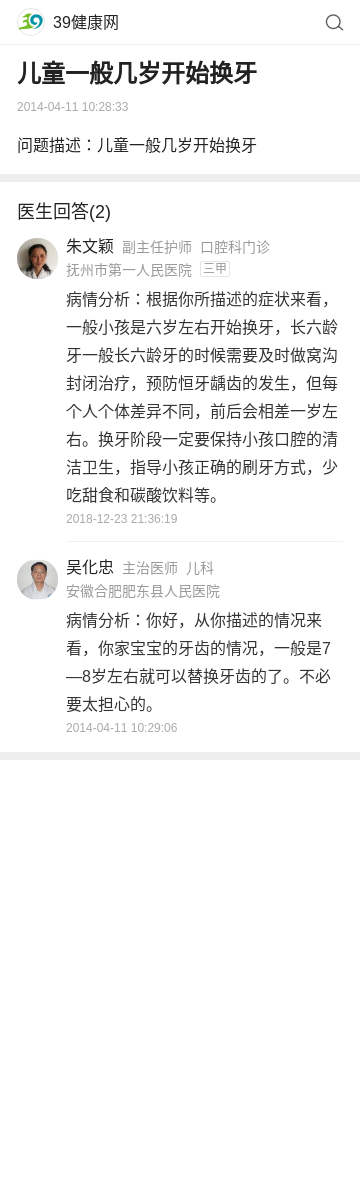 39健康网
儿童一般几岁开始换牙
2014-04-11 10:28:33
问题描述：儿童一般几岁开始换牙
医生回答(2)
朱文颖 副主任护师 口腔科门诊
抚州市第一人民医院 三甲
病情分析：根据你所描述的症状来看，
一般小孩是六岁左右开始换牙，长六龄
牙一般长六龄牙的时候需要及时做窝沟
封闭治疗，预防恒牙龋齿的发生，但每
个人个体差异不同，前后会相差一岁左
右。换牙阶段一定要保持小孩口腔的清
洁卫生，指导小孩正确的刷牙方式，少
吃甜食和碳酸饮料等。
2018-12-23 21:36:19
吴化忠 主治医师 儿科
安徽合肥肥东县人民医院
病情分析：你好，从你描述的情况来
看，你家宝宝的牙齿的情况，一般是7
—8岁左右就可以替换牙齿的了。不必
要太担心的。
2014-04-11 10:29:06